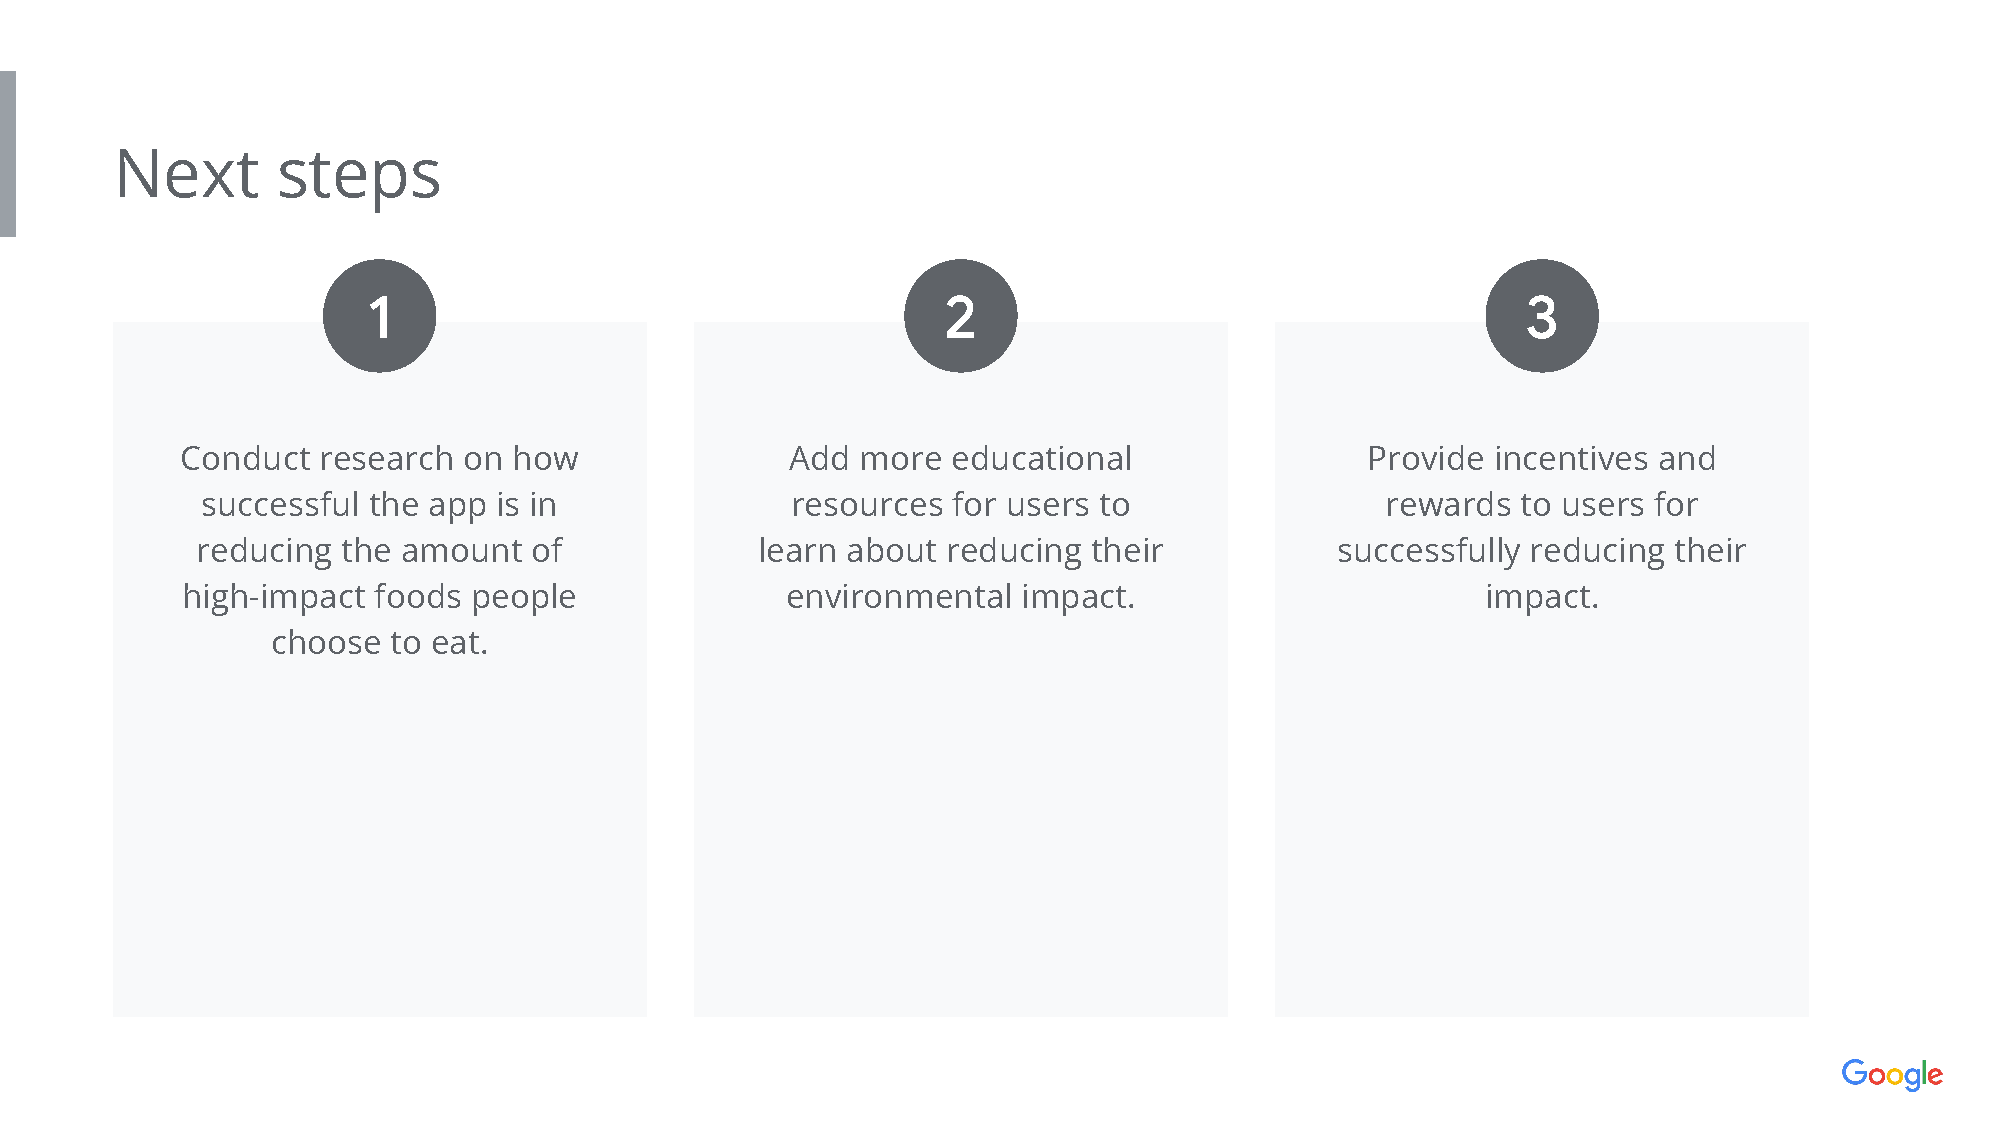 Next steps
1
Conduct research on how
successful the app is in
reducing the amount of
high-impact foods people
choose to eat.
2
Add more educational
resources for users to
learn about reducing their
environmental impact.
3
Provide incentives and
rewards to users for
successfully reducing their
impact.
Google